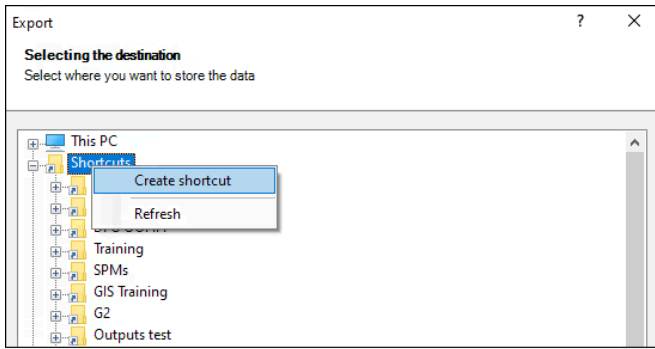 Export
?
Selecting the destination
Select where you want to store the data
This PC
Shortcuts
Create shortcut
Refresh
Training
SPMs
GIS Training
G2
Outputs test